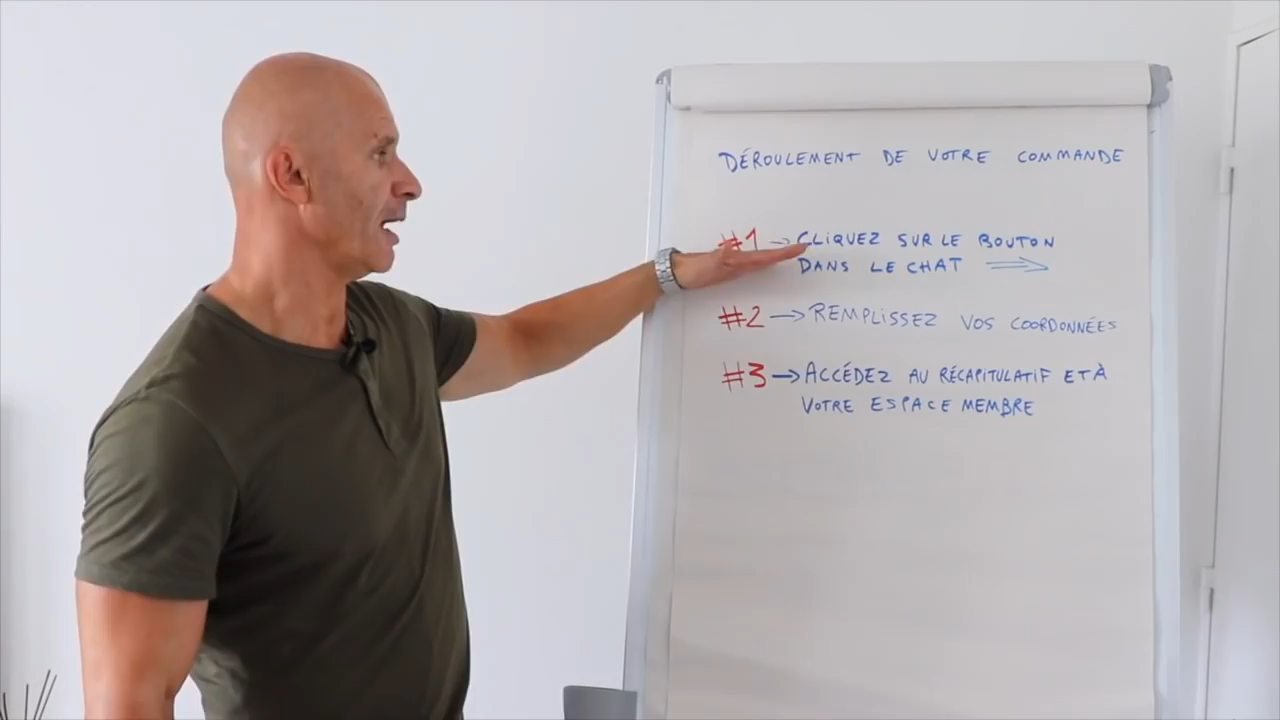 DÉROULEMENT DE VOTRE COMMANDE
#1 → CLIQUEZ SUR LE BOUTON
DANS LE CHAT ⇒
#2 → REMPLISSEZ VOS COORDONNÉES
#3 → ACCÉDEZ AU RÉCAPITULATIF ET À
VOTRE ESPACE MEMBRE